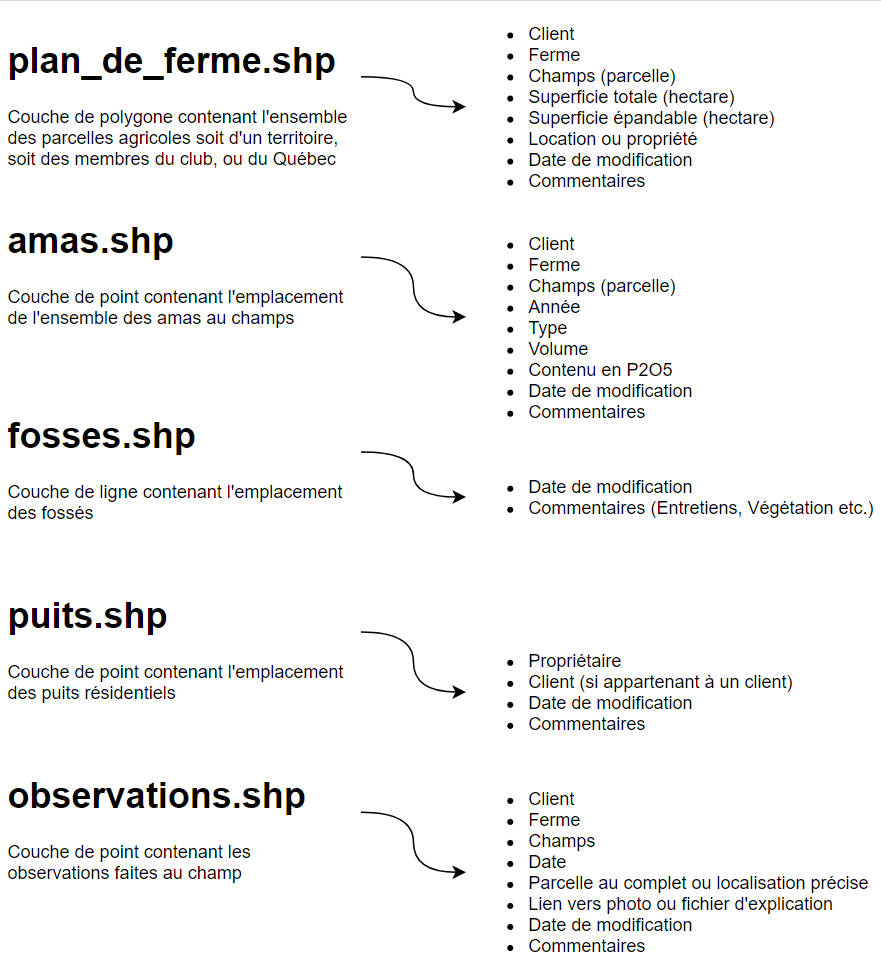 plan_de_ferme.shp
Couche de polygone contenant l'ensemble
des parcelles agricoles soit d'un territoire,
soit des membres du club, ou du Québec
• Client
• Ferme
• Champs (parcelle)
• Superficie totale (hectare)
• Superficie épandable (hectare)
• Location ou propriété
• Date de modification
• Commentaires
amas.shp
Couche de point contenant l'emplacement
de l'ensemble des amas au champs
• Client
• Ferme
• Champs (parcelle)
• Année
• Type
• Volume
• Contenu en P2O5
• Date de modification
• Commentaires
fosses.shp
Couche de ligne contenant l'emplacement
des fossés
• Date de modification
• Commentaires (Entretiens, Végétation etc.)
puits.shp
Couche de point contenant l'emplacement
des puits résidentiels
• Propriétaire
• Client (si appartenant à un client)
• Date de modification
• Commentaires
observations.shp
Couche de point contenant les
observations faites au champ
• Client
• Ferme
• Champs
• Date
• Parcelle au complet ou localisation précise
• Lien vers photo ou fichier d'explication
• Date de modification
• Commentaires